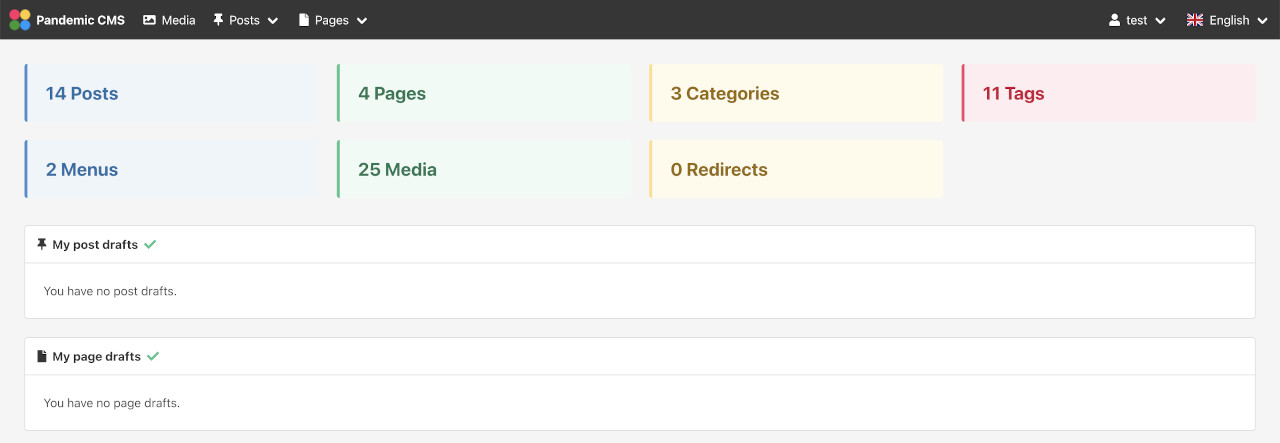 Pandemic CMS Media Posts Pages test English
14 Posts 4 Pages 3 Categories 11 Tags
2 Menus 25 Media 0 Redirects
My post drafts
You have no post drafts.
My page drafts
You have no page drafts.